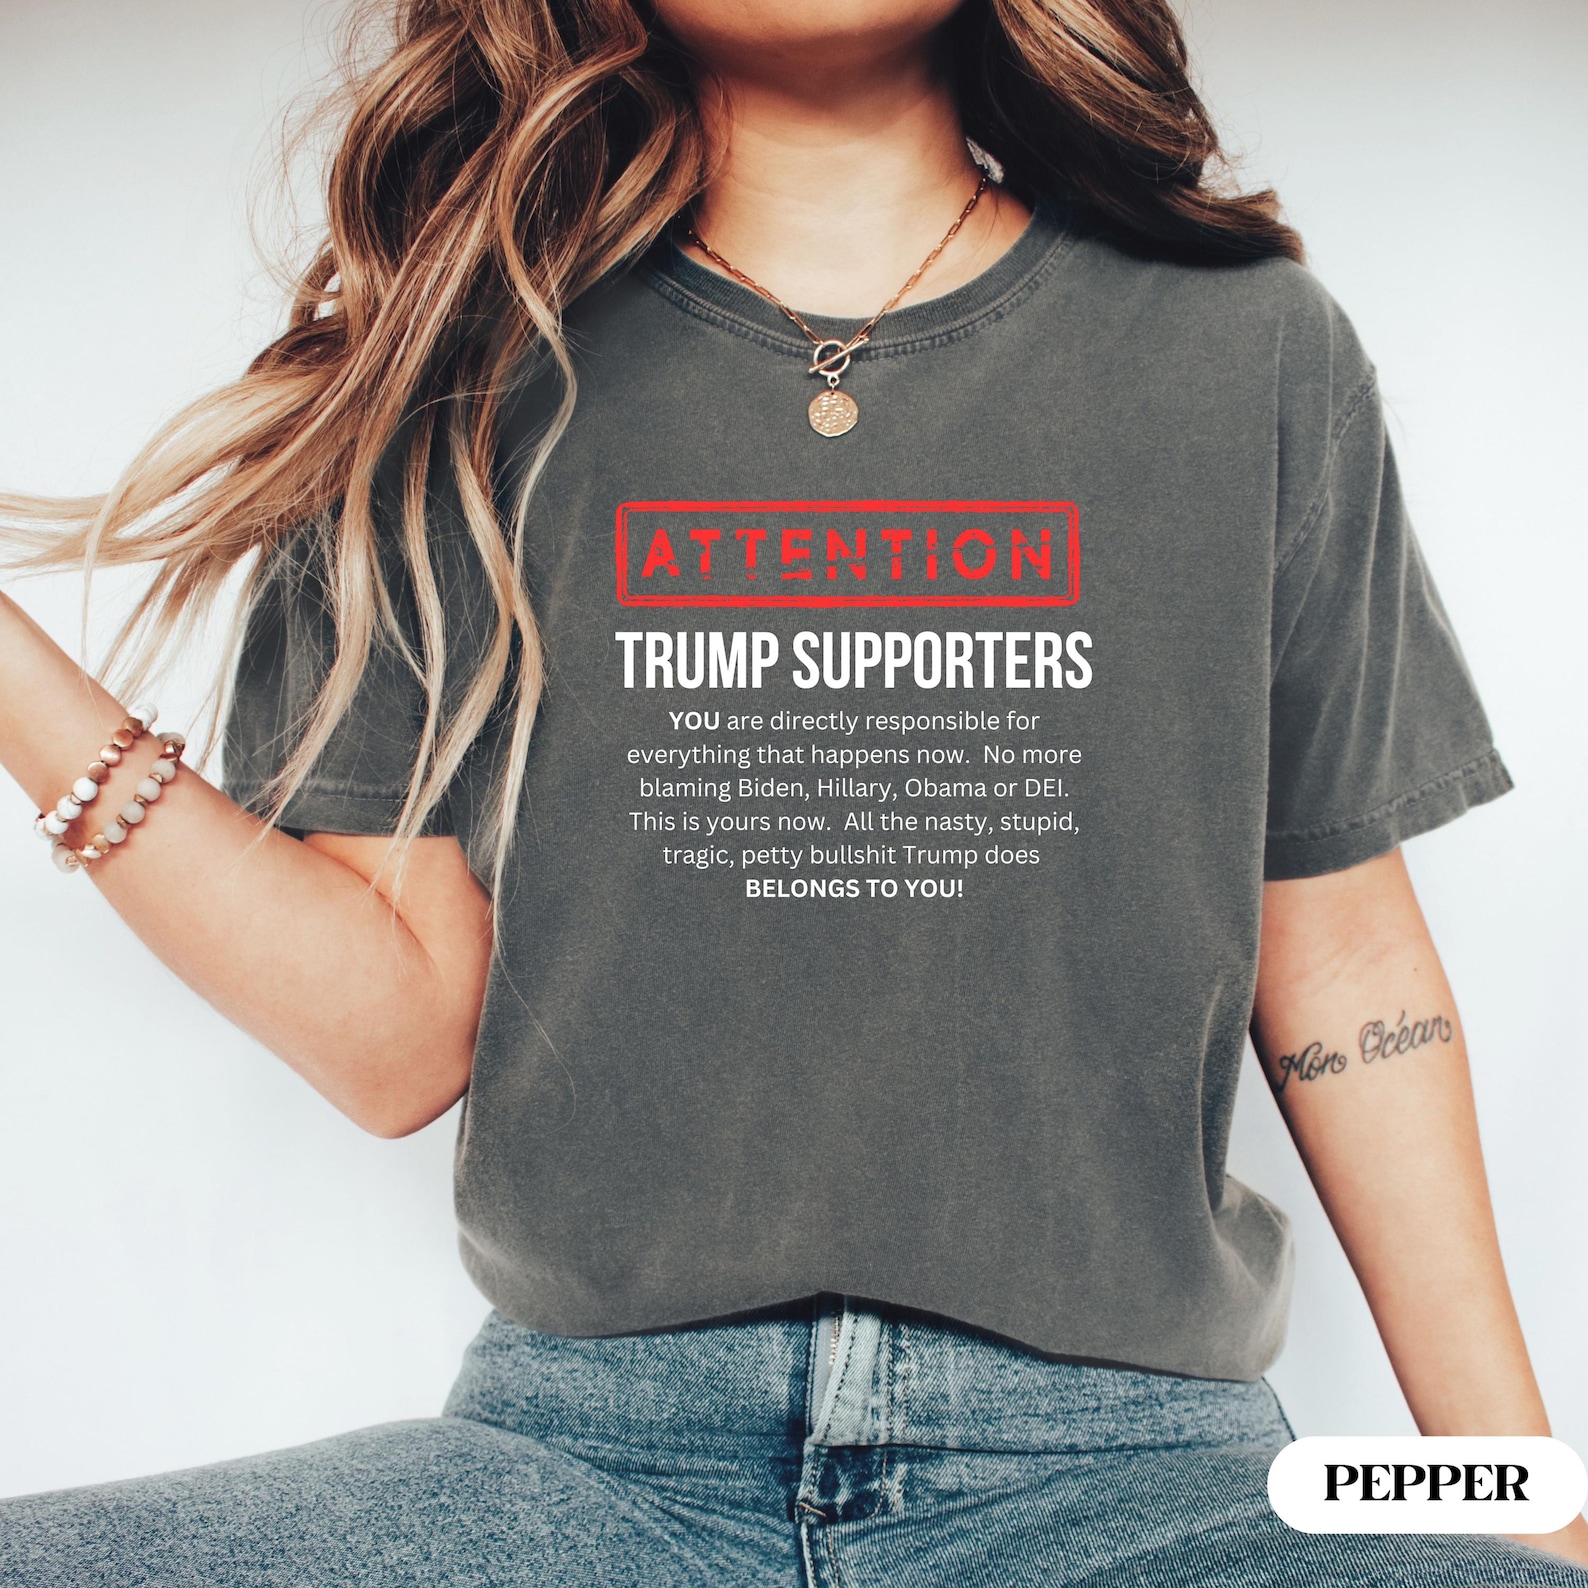 ATTENTION
TRUMP SUPPORTERS
YOU are directly responsible for
everything that happens now. No more
blaming Biden, Hillary, Obama or DEI.
This is yours now. All the nasty, stupid,
tragic, petty bullshit Trump does
BELONGS TO YOU!
Mon Océan
PEPPER